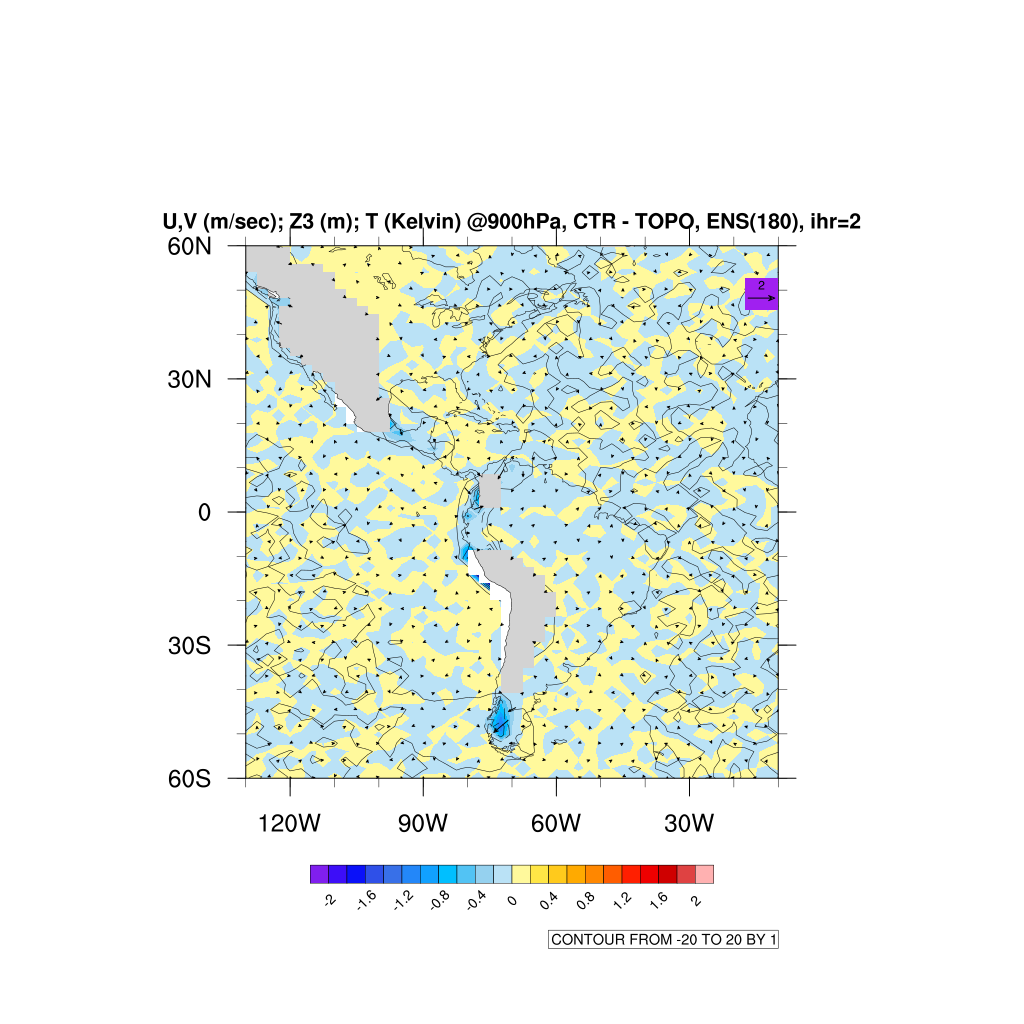 U,V (m/sec); Z3 (m); T (Kelvin) @900hPa, CTR - TOPO, ENS(180), ihr=2
60N
2
30N
0
30S
60S
120W 90W 60W 30W
-2 -1.6 -1.2 -0.8 -0.4 0 0.4 0.8 1.2 1.6 2
CONTOUR FROM -20 TO 20 BY 1